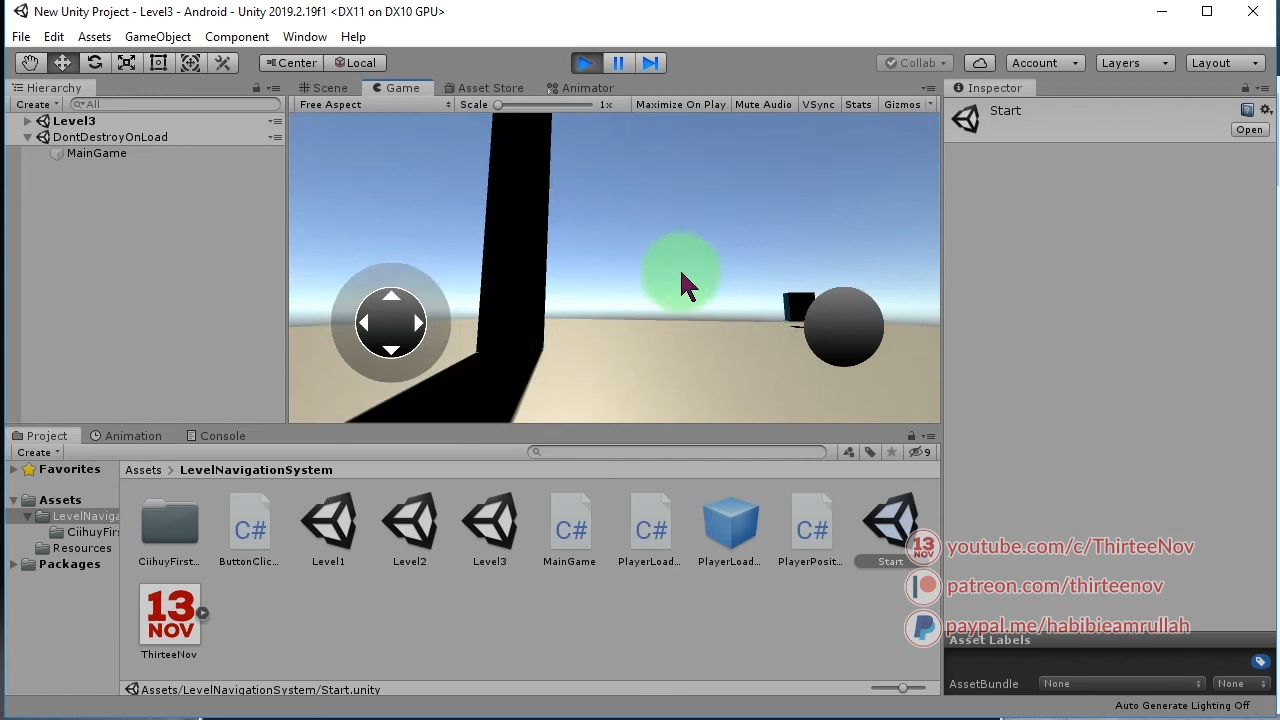 New Unity Project - Level3 - Android - Unity 2019.2.19f1 <DX11 on DX10 GPU>
File Edit Assets GameObject Component Window Help
Center Local Collab Account Layers Layout
Hierarchy Scene Game Asset Store Animator Inspector
Create All Free Aspect Scale 1x Maximize On Play Mute Audio VSync Stats Gizmos
Start
Open
Level3
DontDestroyOnLoad
MainGame
Project Animation Console
Create 9
Favorites
Assets > LevelNavigationSystem
Assets
LevelNaviga
CiihuyFirs
Resources
Packages
C# C# C# C#
CiihuyFirst... ButtonClic... Level1 Level2 Level3 MainGame PlayerLoad... PlayerLoad... PlayerPosit... Start
13 NOV
ThirteeNov
13 NOV youtube.com/c/ThirteeNov
patreon.com/thirteenov
paypal.me/habibieamrullah
Asset Labels
Assets/LevelNavigationSystem/Start.unity
AssetBundle None None
Auto Generate Lighting Off